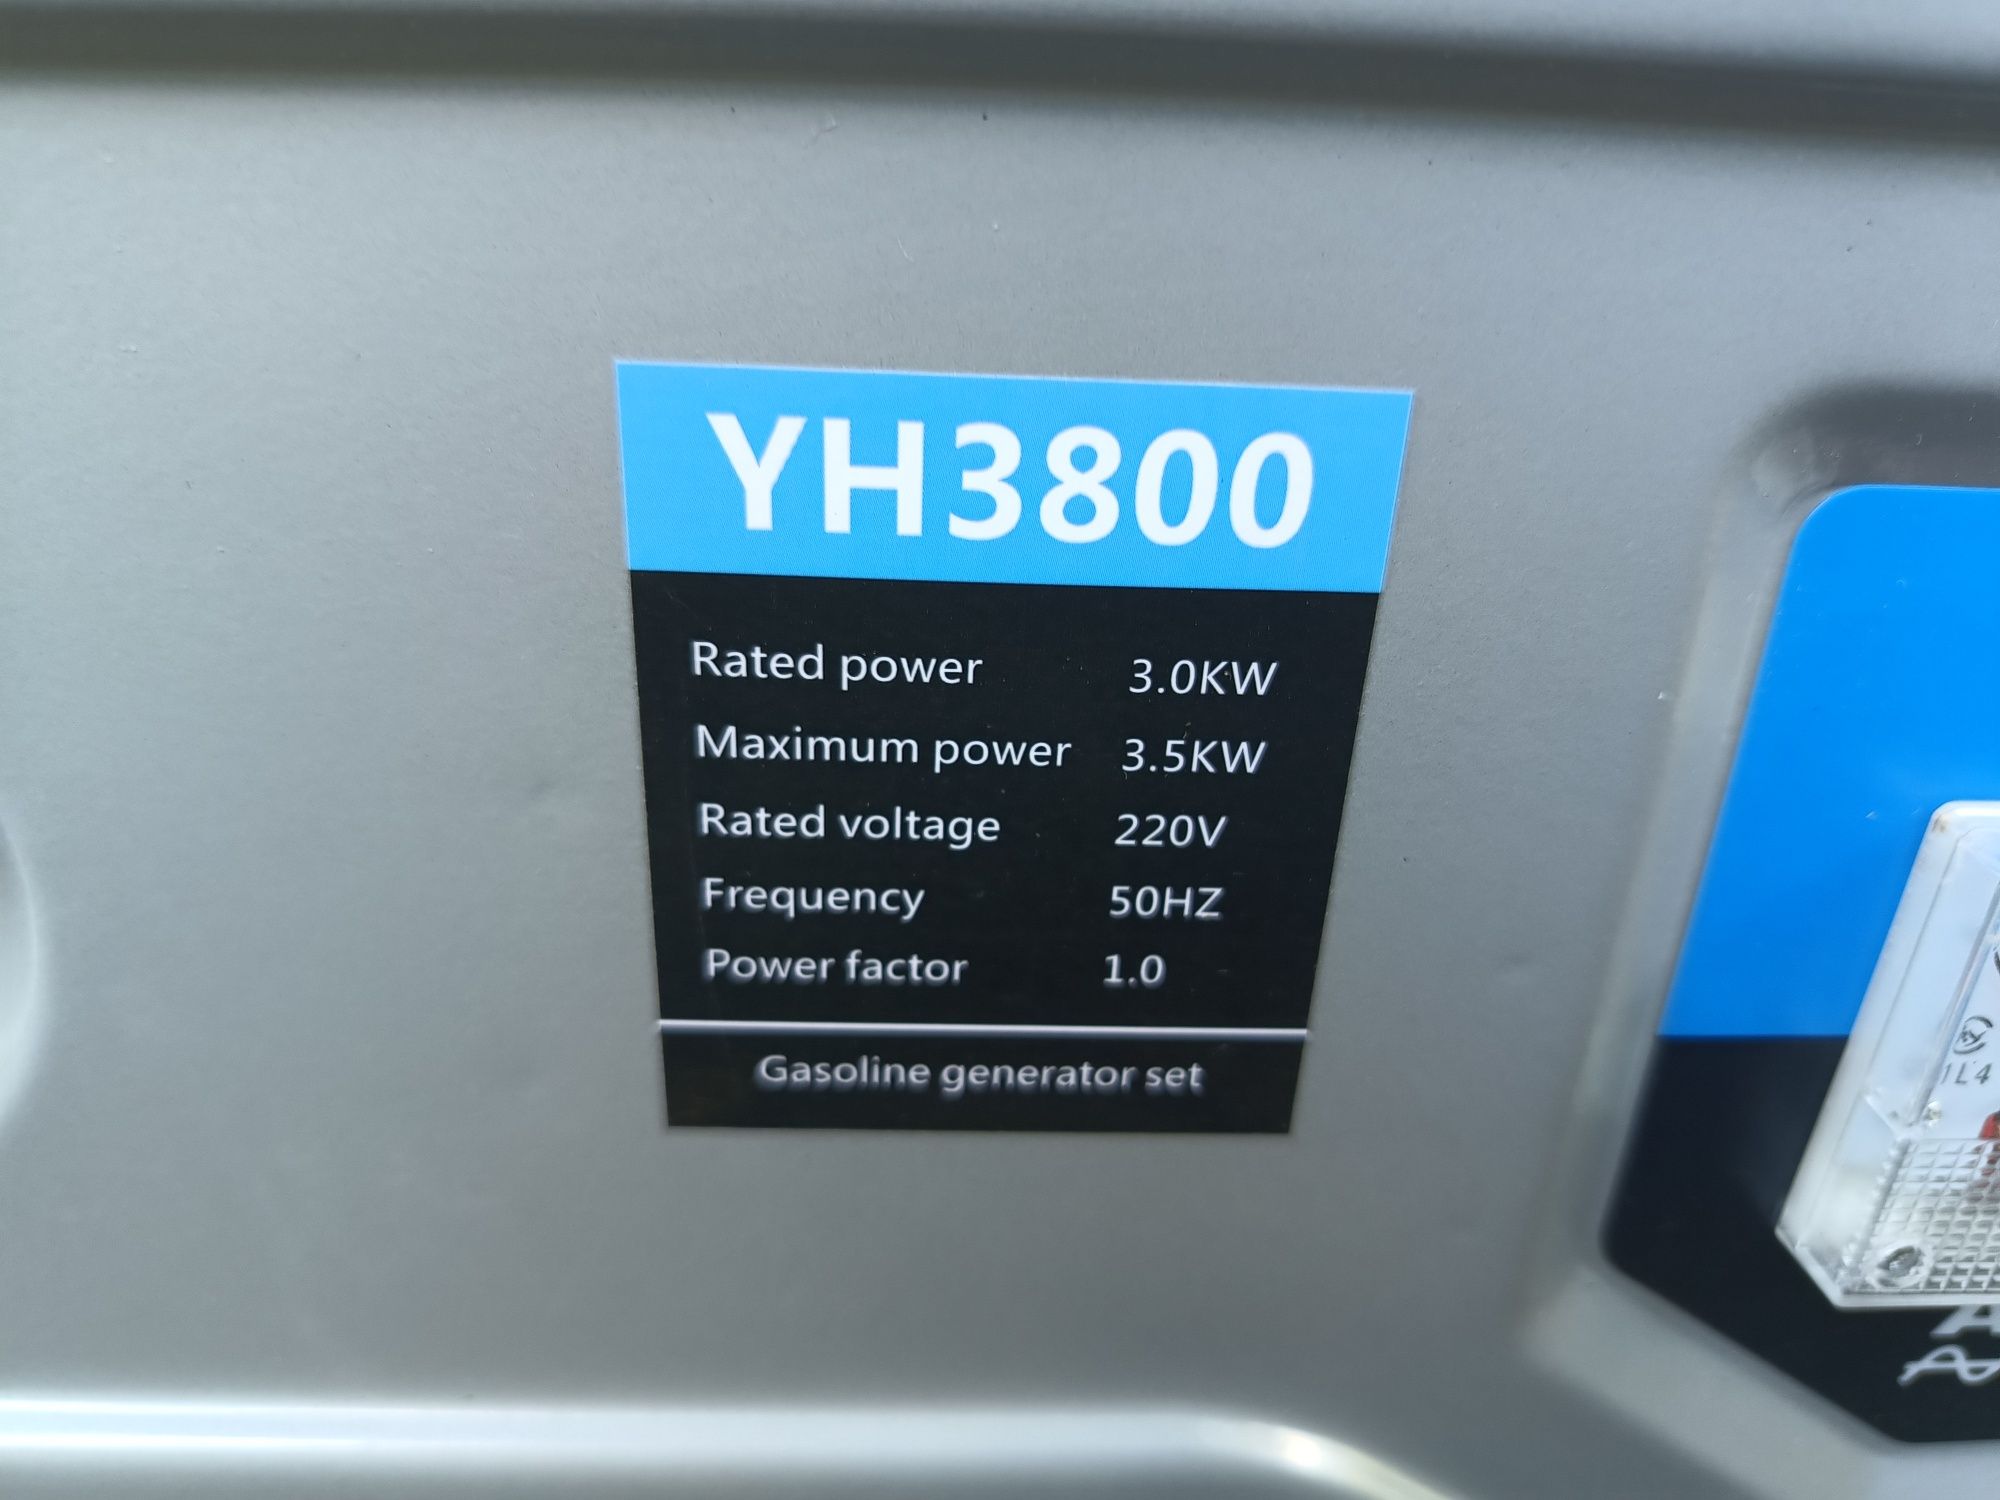 YH3800
Rated power 3.0KW
Maximum power 3.5KW
Rated voltage 220V
Frequency 50HZ
Power factor 1.0
Gasoline generator set
1L4